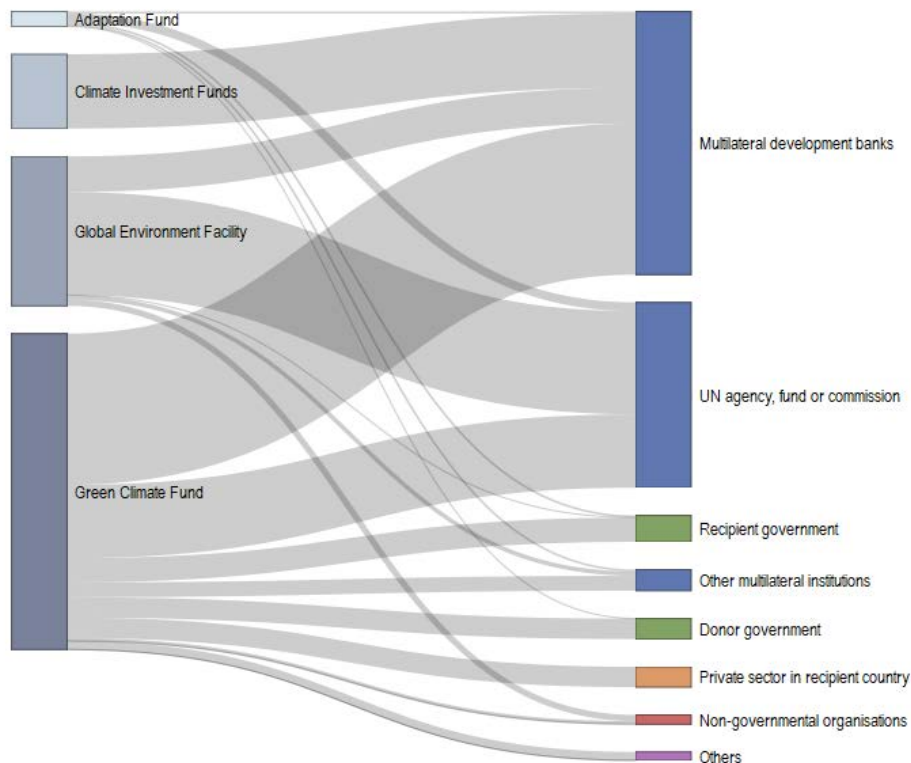 Adaptation Fund
Climate Investment Funds
Global Environment Facility
Green Climate Fund
Multilateral development banks
UN agency, fund or commission
Recipient government
Other multilateral institutions
Donor government
Private sector in recipient country
Non-governmental organisations
Others